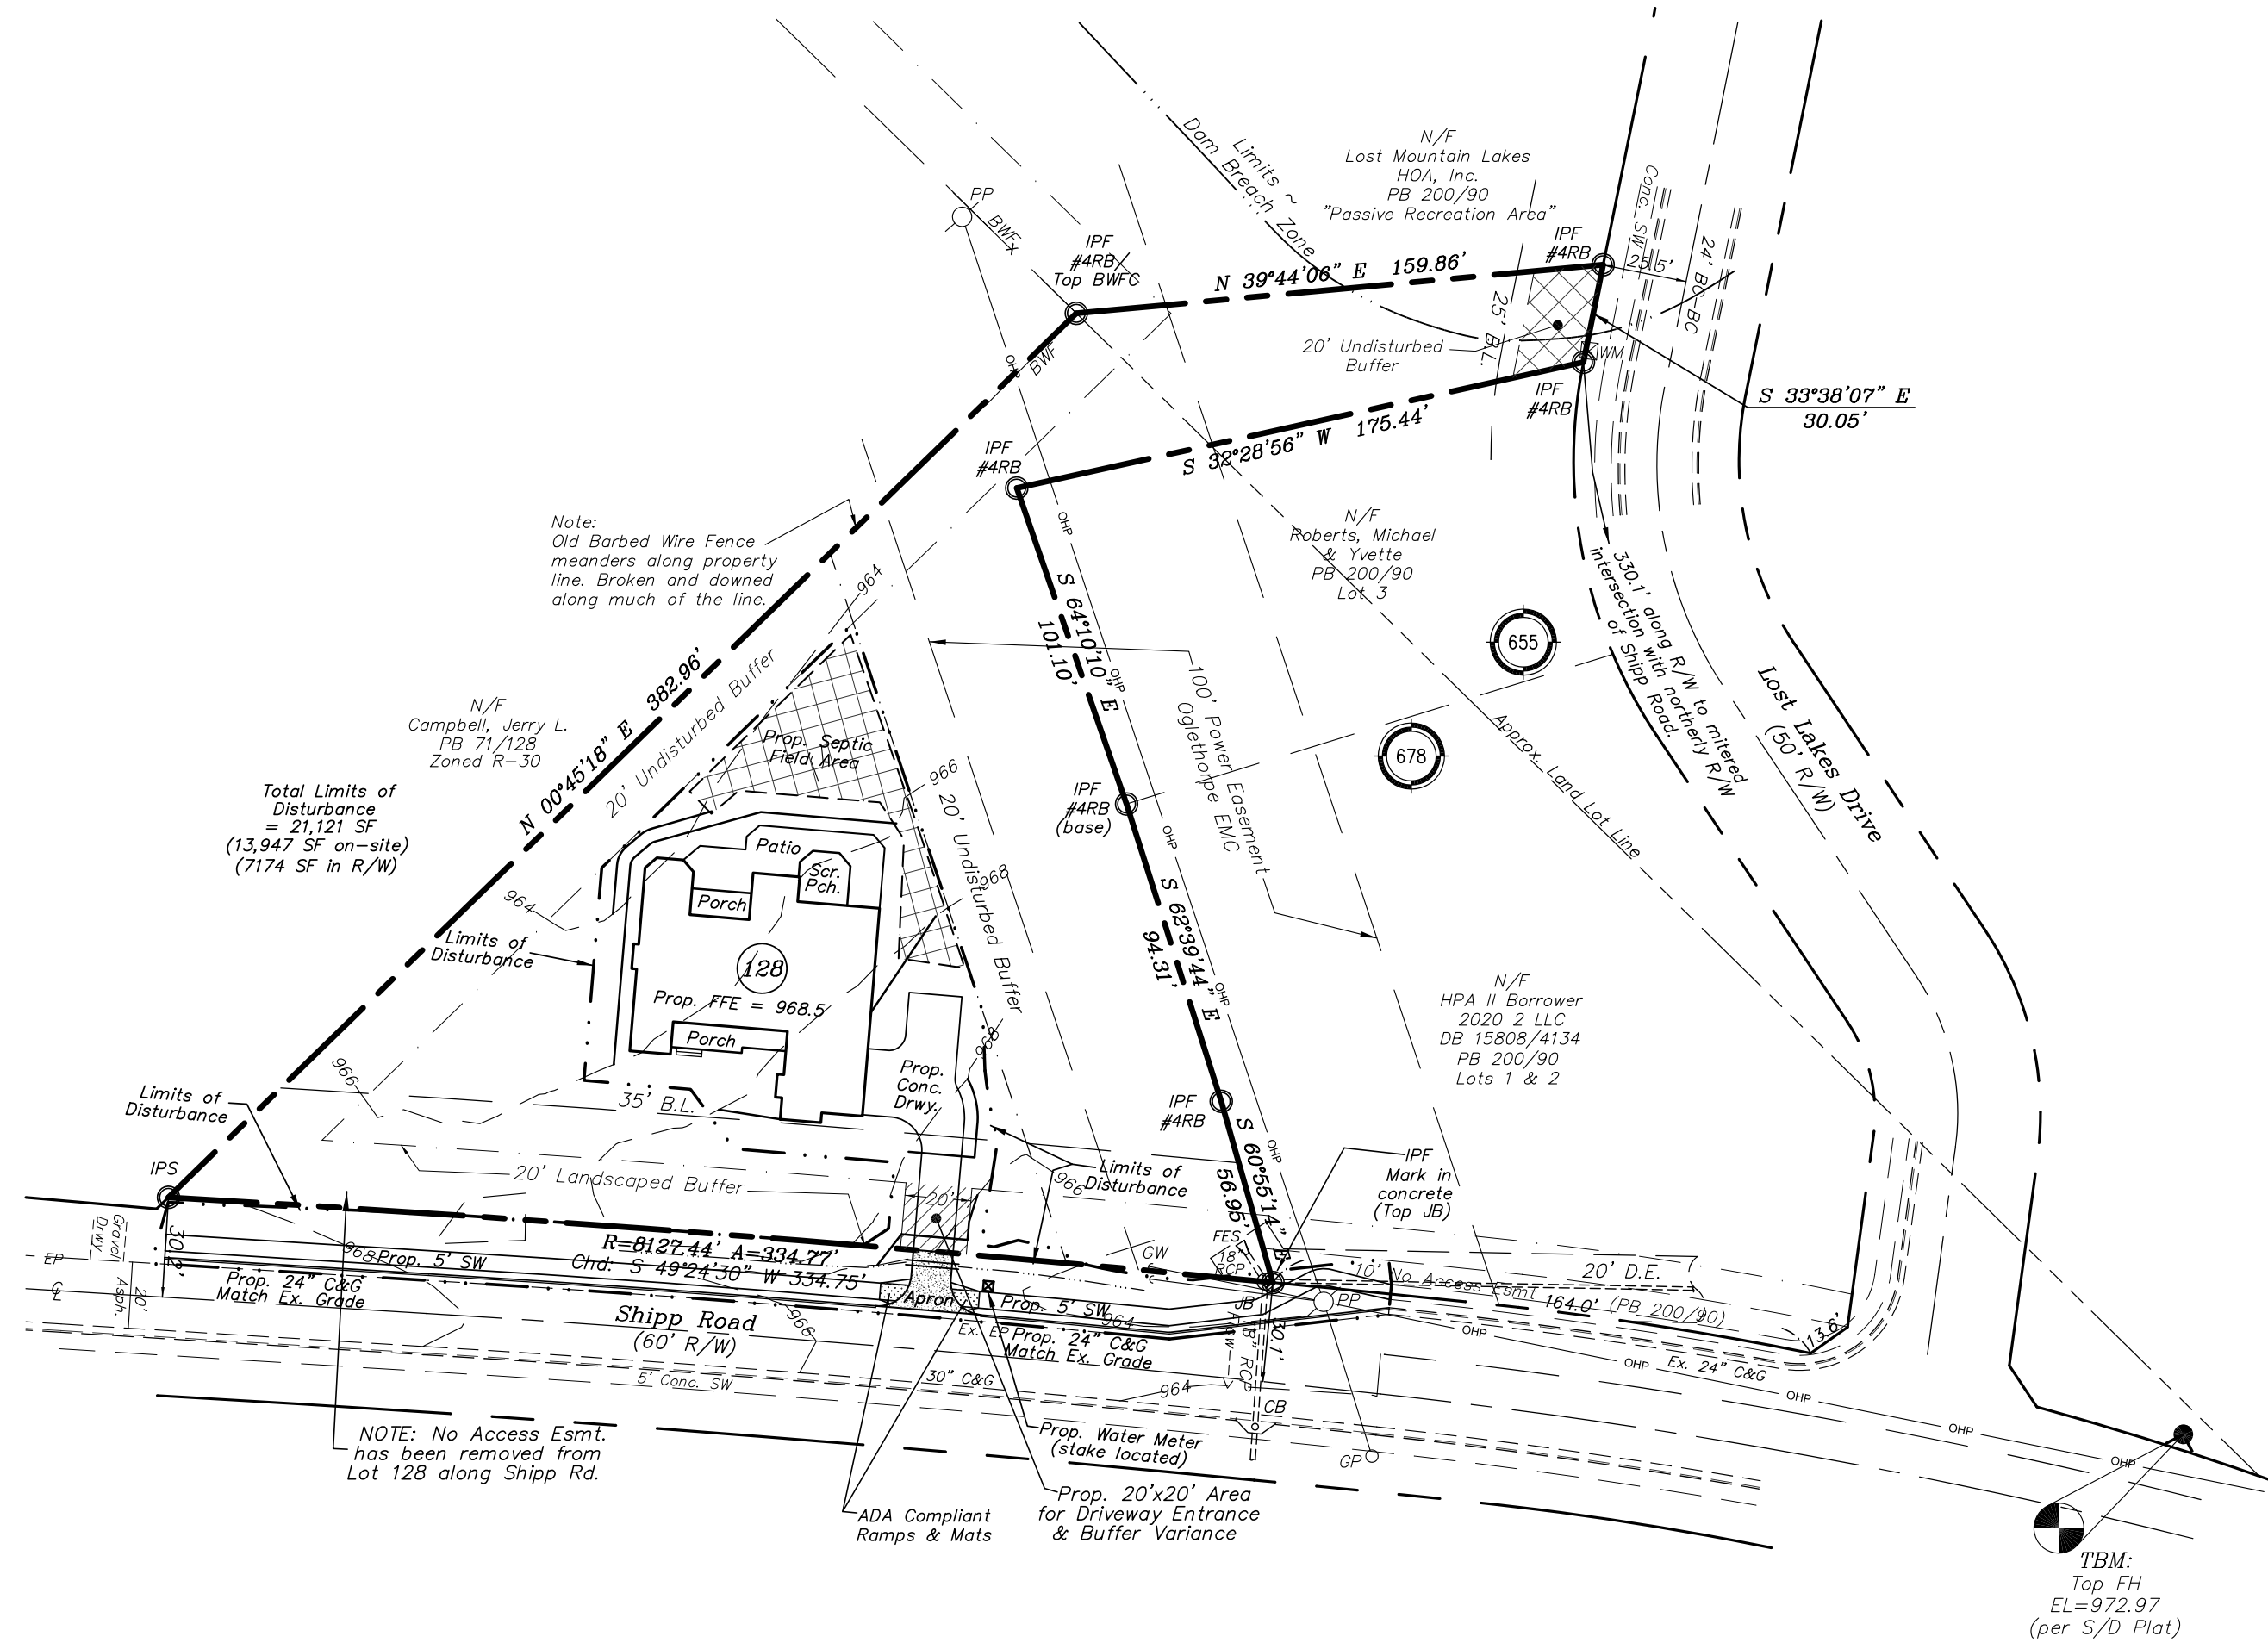 N/F
Lost Mountain Lakes
HOA, Inc.
PB 200/90
"Passive Recreation Area"
Limits ~
Dam Breach Zone
PP
BWF
IPF
#4RB
Top BWFC
N 39°44'06" E 159.86'
IPF
#4RB
25.5'
Conc. SW
24' BC-BC
25' B.L.
20' Undisturbed
Buffer
WM
IPF
#4RB
S 33°38'07" E
30.05'
S 32°28'56" W 175.44'
OHP
BWF
IPF
#4RB
Note:
Old Barbed Wire Fence
meanders along property
line. Broken and downed
along much of the line.
N/F
Roberts, Michael
& Yvette
PB 200/90
Lot 3
OHP
S 64°10'10" E
101.10'
OHP
964
655
678
330.1' along R/W to mitered
intersection with northerly R/W
of Shipp Road.
Lost Lakes Drive
(50' R/W)
Approx. Land Lot Line
100' Power Easement
Oglethorpe EMC
N/F
Campbell, Jerry L.
PB 71/128
Zoned R-30
N 00°45'18" E 382.96'
20' Undisturbed Buffer
Prop. Septic
Field Area
966
20' Undisturbed Buffer
IPF
#4RB
(base)
OHP
Total Limits of
Disturbance
= 21,121 SF
(13,947 SF on-site)
(7174 SF in R/W)
Patio
Scr.
Pch.
Porch
968
S 62°39'44" E
94.31'
OHP
964
Limits of
Disturbance
128
Prop. FFE = 968.5
Porch
968
N/F
HPA II Borrower
2020 2 LLC
DB 15808/4134
PB 200/90
Lots 1 & 2
966
Limits of
Disturbance
35' B.L.
Prop.
Conc.
Drwy.
IPF
#4RB
S 60°55'14" E
56.95'
OHP
IPF
Mark in
concrete
(Top JB)
IPS
20' Landscaped Buffer
20'
966
Limits of
Disturbance
Gravel
Drwy.
EP
Asph.
20'
30.2'
968
Prop. 5' SW
R=8127.44' A=334.77'
Chd: S 49°24'30" W 334.75'
Prop. 24" C&G
Match Ex. Grade
GW
FES
18"
RCP
10' No Access Esmt
20' D.E.
164.0' (PB 200/90)
13.6'
Apron
Prop. 5' SW
964
JB
PP
Shipp Road
(60' R/W)
966
Ex. EP
Prop. 24" C&G
Match Ex. Grade
Flow
18" RCP
30.1'
OHP
OHP
Ex. 24" C&G
OHP
OHP
OHP
5' Conc. SW
30" C&G
964
CB
GP
NOTE: No Access Esmt.
has been removed from
Lot 128 along Shipp Rd.
Prop. Water Meter
(stake located)
ADA Compliant
Ramps & Mats
Prop. 20'x20' Area
for Driveway Entrance
& Buffer Variance
TBM:
Top FH
EL=972.97
(per S/D Plat)